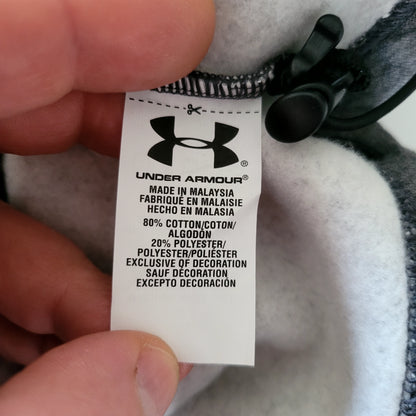 UNDER ARMOUR®
MADE IN MALAYSIA
FABRIQUÉ EN MALAISIE
HECHO EN MALASIA
80% COTTON/COTON/
ALGODÓN
20% POLYESTER/
POLYESTER/POLIÉSTER
EXCLUSIVE OF DECORATION
SAUF DÉCORATION
EXCEPTO DECORACIÓN